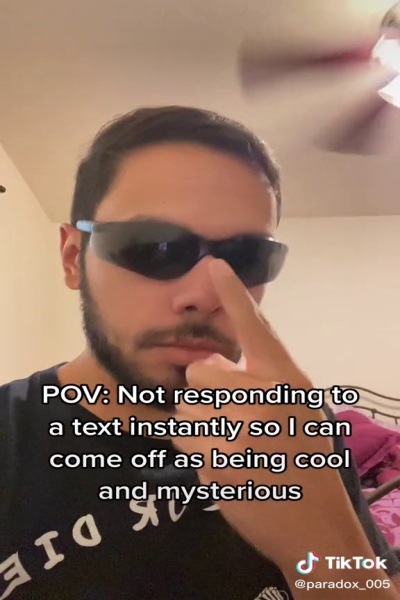 POV: Not responding to
a text instantly so I can
come off as being cool
and mysterious
TikTok
@paradox_005